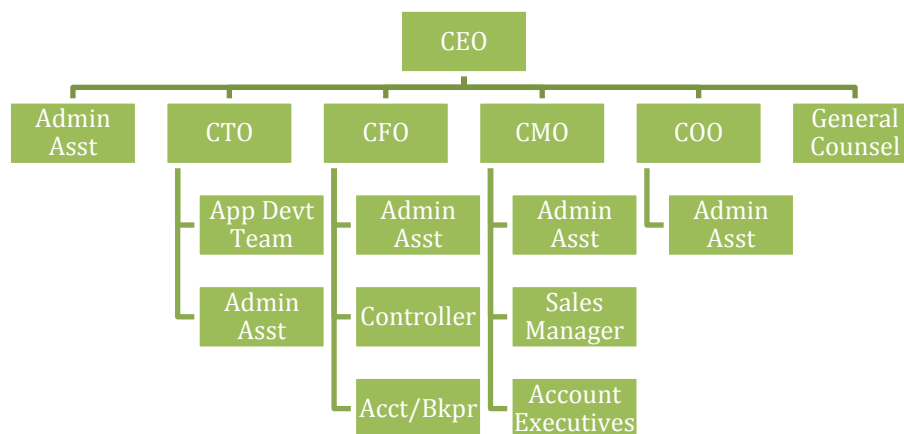 CEO
Admin
Asst
CTO
CFO
CMO
COO
General
Counsel
App Devt
Team
Admin
Asst
Admin
Asst
Admin
Asst
Admin
Asst
Controller
Sales
Manager
Acct/Bkpr
Account
Executives